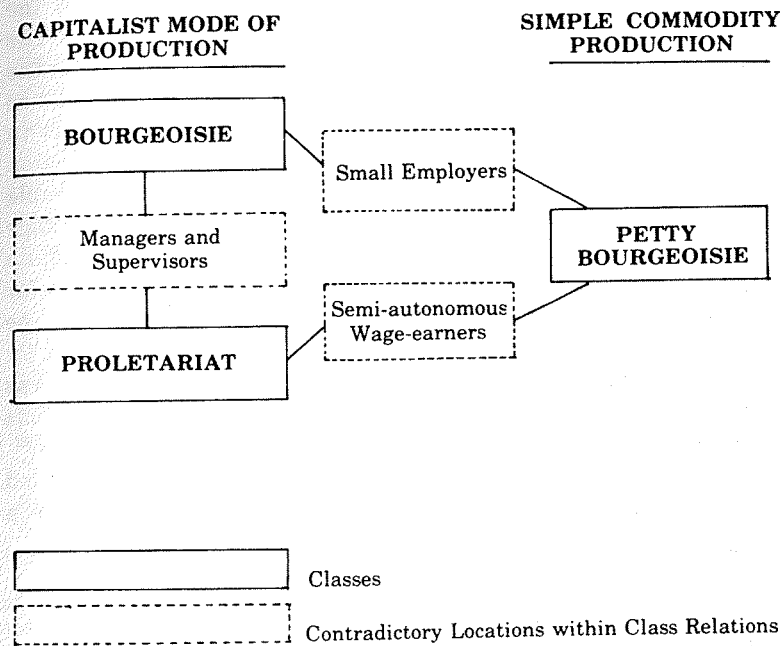 CAPITALIST MODE OF
PRODUCTION
SIMPLE COMMODITY
PRODUCTION
BOURGEOISIE
Small Employers
Managers and
Supervisors
PETTY
BOURGEOISIE
Semi-autonomous
Wage-earners
PROLETARIAT
Classes
Contradictory Locations within Class Relations